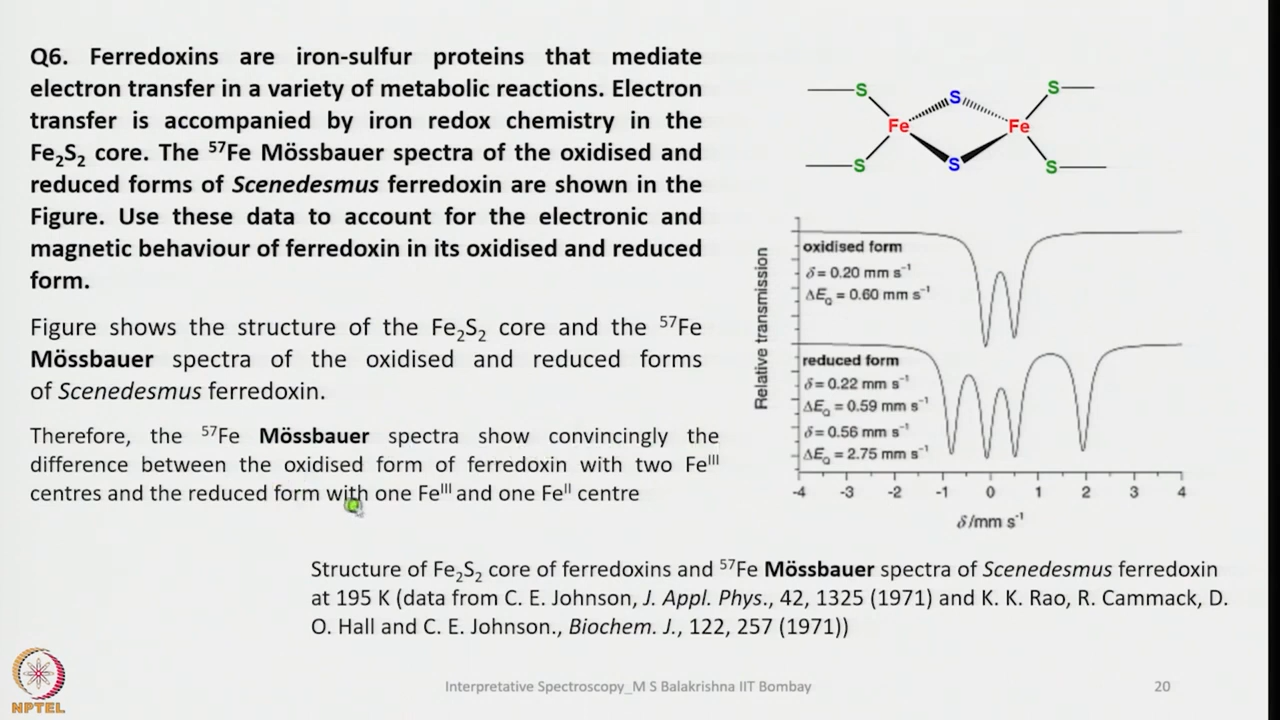 Q6. Ferredoxins are iron-sulfur proteins that mediate
electron transfer in a variety of metabolic reactions. Electron
transfer is accompanied by iron redox chemistry in the
Fe₂S₂ core. The ⁵⁷Fe Mössbauer spectra of the oxidised and
reduced forms of Scenedesmus ferredoxin are shown in the
Figure. Use these data to account for the electronic and
magnetic behaviour of ferredoxin in its oxidised and reduced
form.
Figure shows the structure of the Fe₂S₂ core and the ⁵⁷Fe
Mössbauer spectra of the oxidised and reduced forms
of Scenedesmus ferredoxin.
Therefore, the ⁵⁷Fe Mössbauer spectra show convincingly the
difference between the oxidised form of ferredoxin with two Feᴵᴵᴵ
centres and the reduced form with one Feᴵᴵᴵ and one Feᴵᴵ centre
S S S
Fe Fe
S S S
Relative transmission
oxidised form
δ = 0.20 mm s⁻¹
ΔE_Q = 0.60 mm s⁻¹
reduced form
δ = 0.22 mm s⁻¹
ΔE_Q = 0.59 mm s⁻¹
δ = 0.56 mm s⁻¹
ΔE_Q = 2.75 mm s⁻¹
-4 -3 -2 -1 0 1 2 3 4
δ/mm s⁻¹
Structure of Fe₂S₂ core of ferredoxins and ⁵⁷Fe Mössbauer spectra of Scenedesmus ferredoxin
at 195 K (data from C. E. Johnson, J. Appl. Phys., 42, 1325 (1971) and K. K. Rao, R. Cammack, D.
O. Hall and C. E. Johnson., Biochem. J., 122, 257 (1971))
NPTEL
Interpretative Spectroscopy_M S Balakrishna IIT Bombay
20